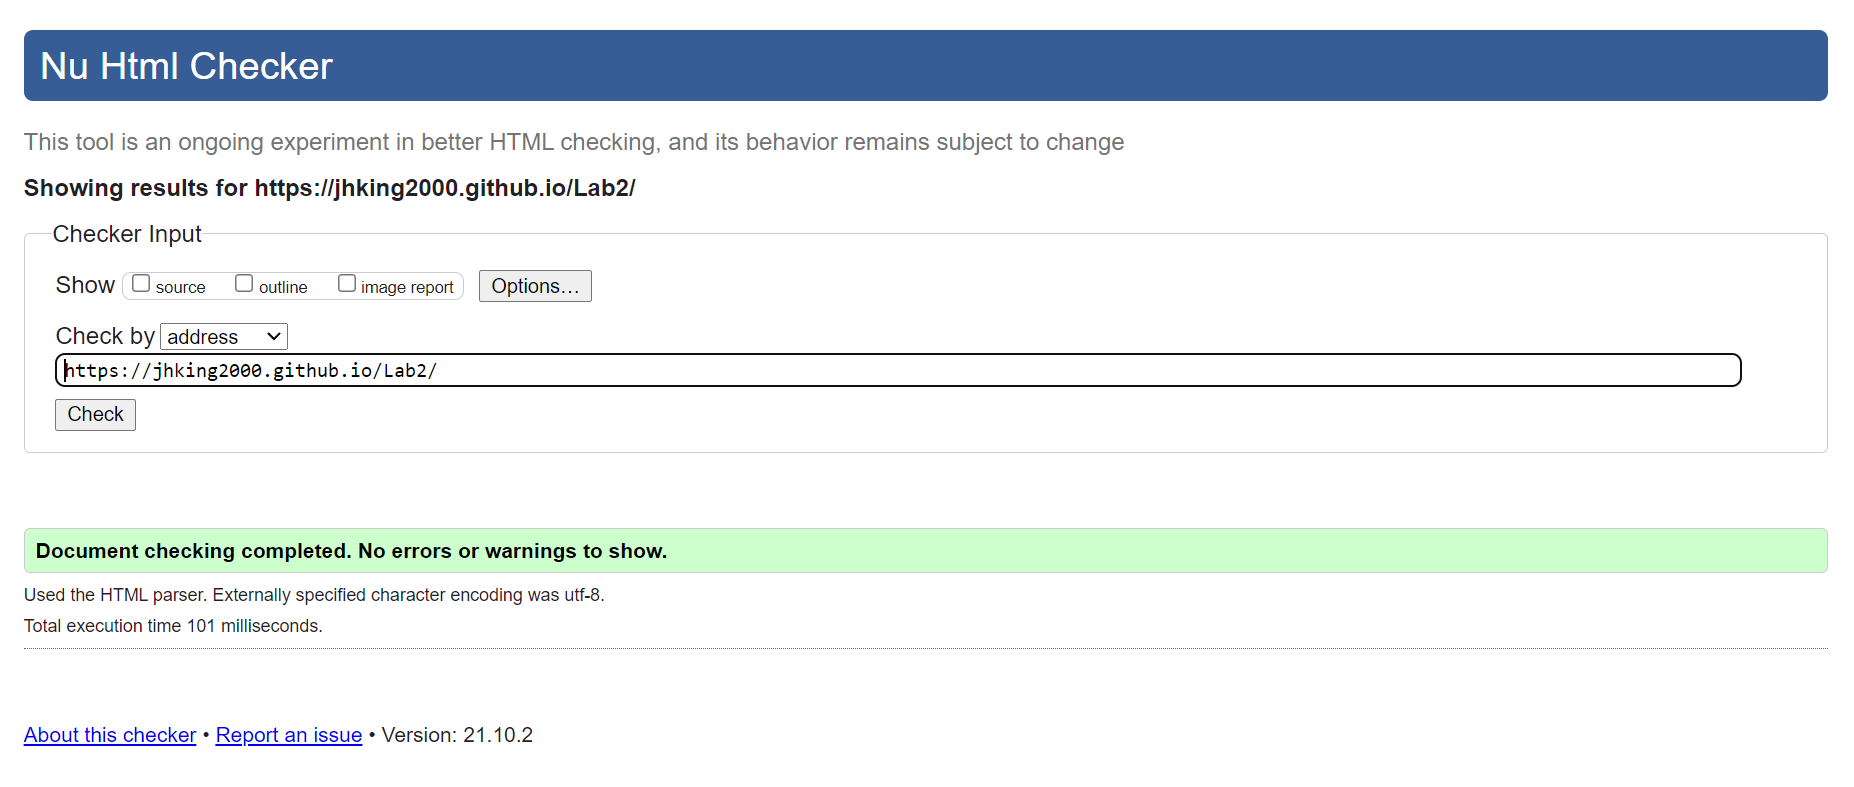 Nu Html Checker
This tool is an ongoing experiment in better HTML checking, and its behavior remains subject to change
Showing results for https://jhking2000.github.io/Lab2/
Checker Input
Show source outline image report Options...
Check by address
https://jhking2000.github.io/Lab2/
Check
Document checking completed. No errors or warnings to show.
Used the HTML parser. Externally specified character encoding was utf-8.
Total execution time 101 milliseconds.
About this checker • Report an issue • Version: 21.10.2